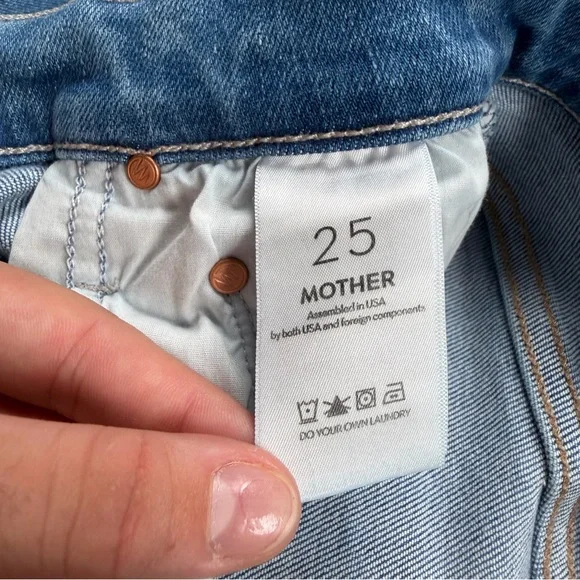 25
MOTHER
Assembled in USA
by both USA and foreign components
DO YOUR OWN LAUNDRY